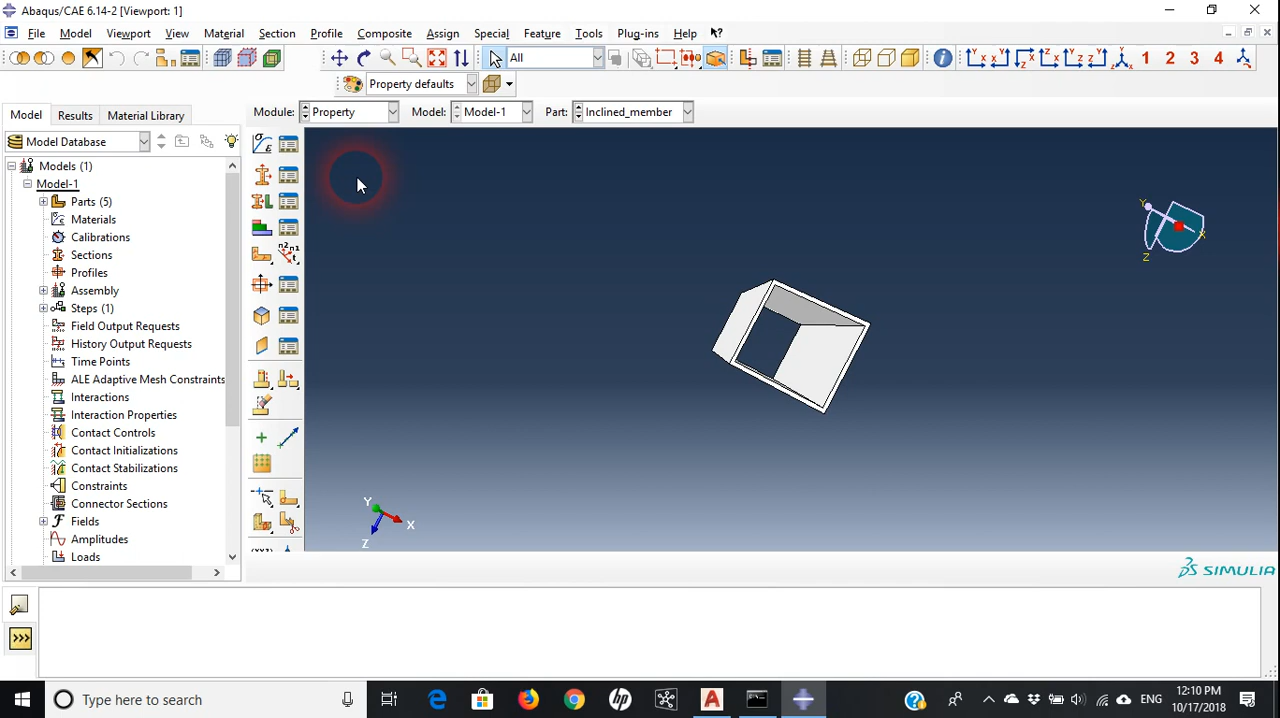 Abaqus/CAE 6.14-2 [Viewport: 1]
File Model Viewport View Material Section Profile Composite Assign Special Feature Tools Plug-ins Help
All
1 2 3 4
Property defaults
Model Results Material Library
Module: Property Model: Model-1 Part: Inclined_member
Model Database
Models (1)
Model-1
Parts (5)
Materials
Calibrations
Sections
Profiles
Assembly
Steps (1)
Field Output Requests
History Output Requests
Time Points
ALE Adaptive Mesh Constraints
Interactions
Interaction Properties
Contact Controls
Contact Initializations
Contact Stabilizations
Constraints
Connector Sections
Fields
Amplitudes
Loads
Y
X
Z
Y
X
Z
SIMULIA
>>>
Type here to search
ENG
12:10 PM
10/17/2018